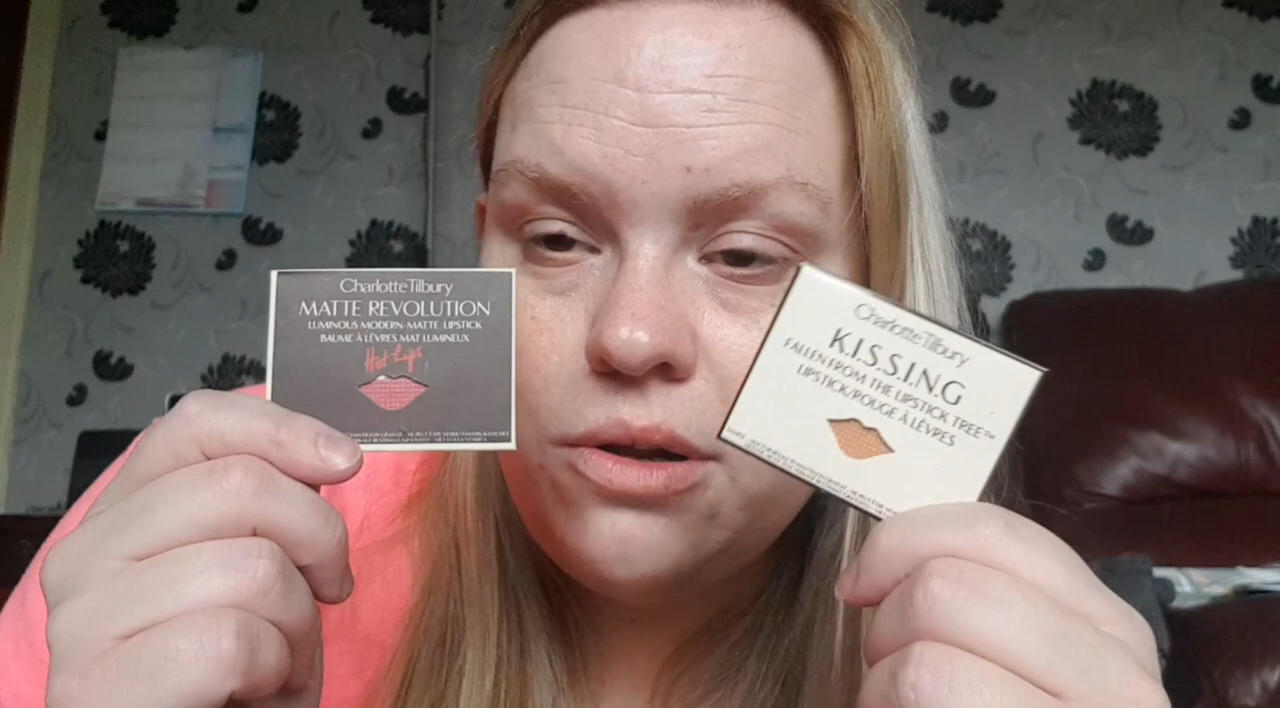 Charlotte Tilbury
MATTE REVOLUTION
LUMINOUS MODERN-MATTE LIPSTICK
BAUME À LÈVRES MAT LUMINEUX
Hot Lips
Charlotte Tilbury
K.I.S.S.I.N.G
FALLEN FROM THE LIPSTICK TREE™
LIPSTICK/ROUGE À LÈVRES